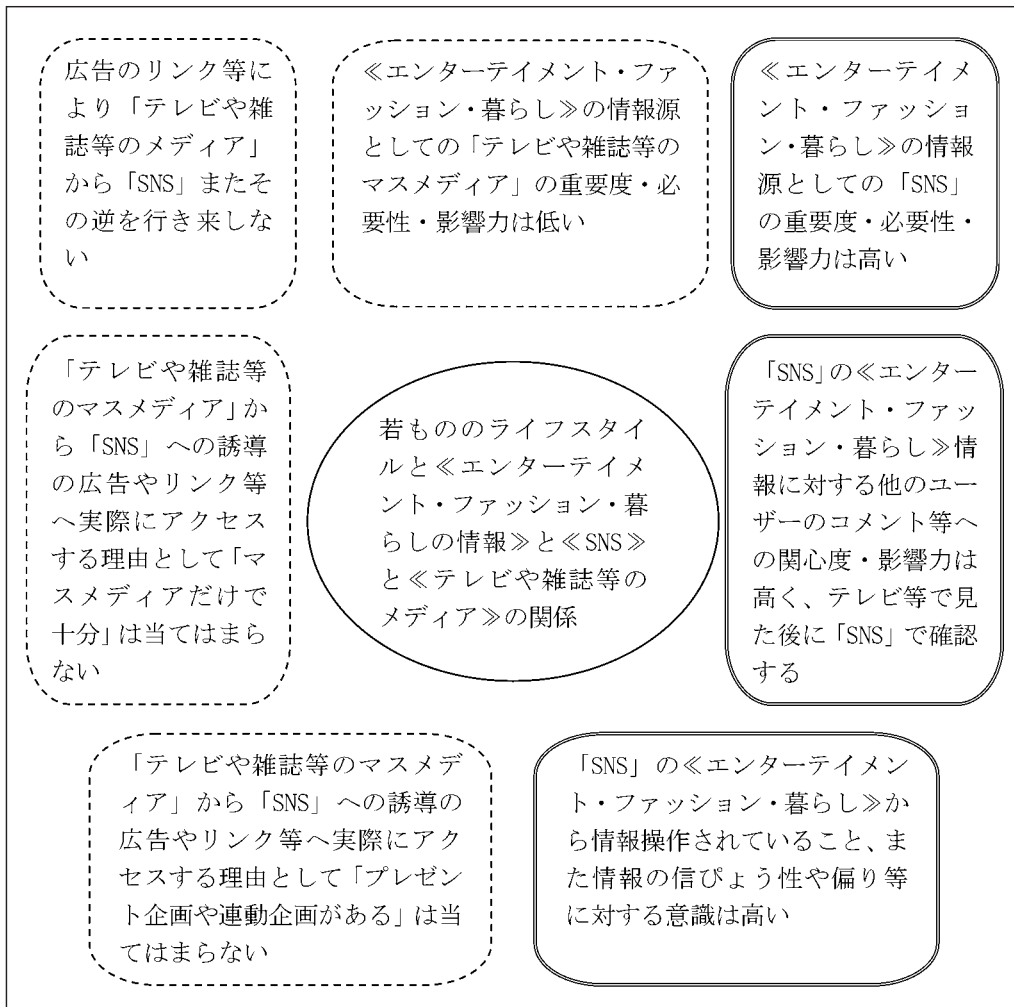 広告のリンク等に
より「テレビや雑
誌等のメディア」
から「SNS」またそ
の逆を行き来しな
い
≪エンターテイメント・ファ
ッション・暮らし≫の情報源
としての「テレビや雑誌等の
マスメディア」の重要度・必
要性・影響力は低い
≪エンターテイメ
ント・ファッショ
ン・暮らし≫の情報
源としての「SNS」
の重要度・必要性・
影響力は高い
「テレビや雑誌等
のマスメディア」か
ら「SNS」への誘導
の広告やリンク等
へ実際にアクセス
する理由として「マ
スメディアだけで
十分」は当てはまら
ない
若もののライフスタイ
ルと≪エンターテイメ
ント・ファッション・暮
らしの情報≫と≪SNS≫
と≪テレビや雑誌等の
メディア≫の関係
「SNS」の≪エンター
テイメント・ファッ
ション・暮らし≫情
報に対する他のユー
ザーのコメント等へ
の関心度・影響力は
高く、テレビ等で見
た後に「SNS」で確認
する
「テレビや雑誌等のマスメデ
ィア」から「SNS」への誘導の
広告やリンク等へ実際にアク
セスする理由として「プレゼン
ト企画や連動企画がある」は当
てはまらない
「SNS」の≪エンターテイメン
ト・ファッション・暮らし≫か
ら情報操作されていること、ま
た情報の信ぴょう性や偏り等
に対する意識は高い